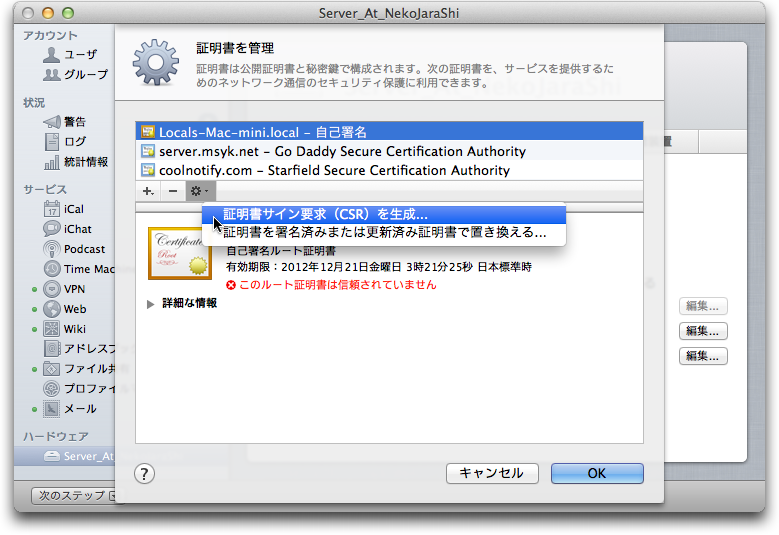 Server_At_NekoJaraShi
アカウント
ユーザ
グループ
状況
警告
ログ
統計情報
サービス
iCal
iChat
Podcast
Time Mac
VPN
Web
Wiki
アドレスブ
ファイル共
プロファイル
メール
ハードウェア
Server_At
次のステップ
証明書を管理
証明書は公開証明書と秘密鍵で構成されます。次の証明書を、サービスを提供するた
めのネットワーク通信のセキュリティ保護に利用できます。
Locals-Mac-mini.local – 自己署名
server.msyk.net – Go Daddy Secure Certification Authority
coolnotify.com – Starfield Secure Certification Authority
証明書サイン要求（CSR）を生成...
証明書を署名済みまたは更新済み証明書で置き換える...
Certificate
Root
自己署名ルート証明書
有効期限：2012年12月21日金曜日 3時21分25秒 日本標準時
このルート証明書は信頼されていません
詳細な情報
編集...
編集...
編集...
?
キャンセル
OK